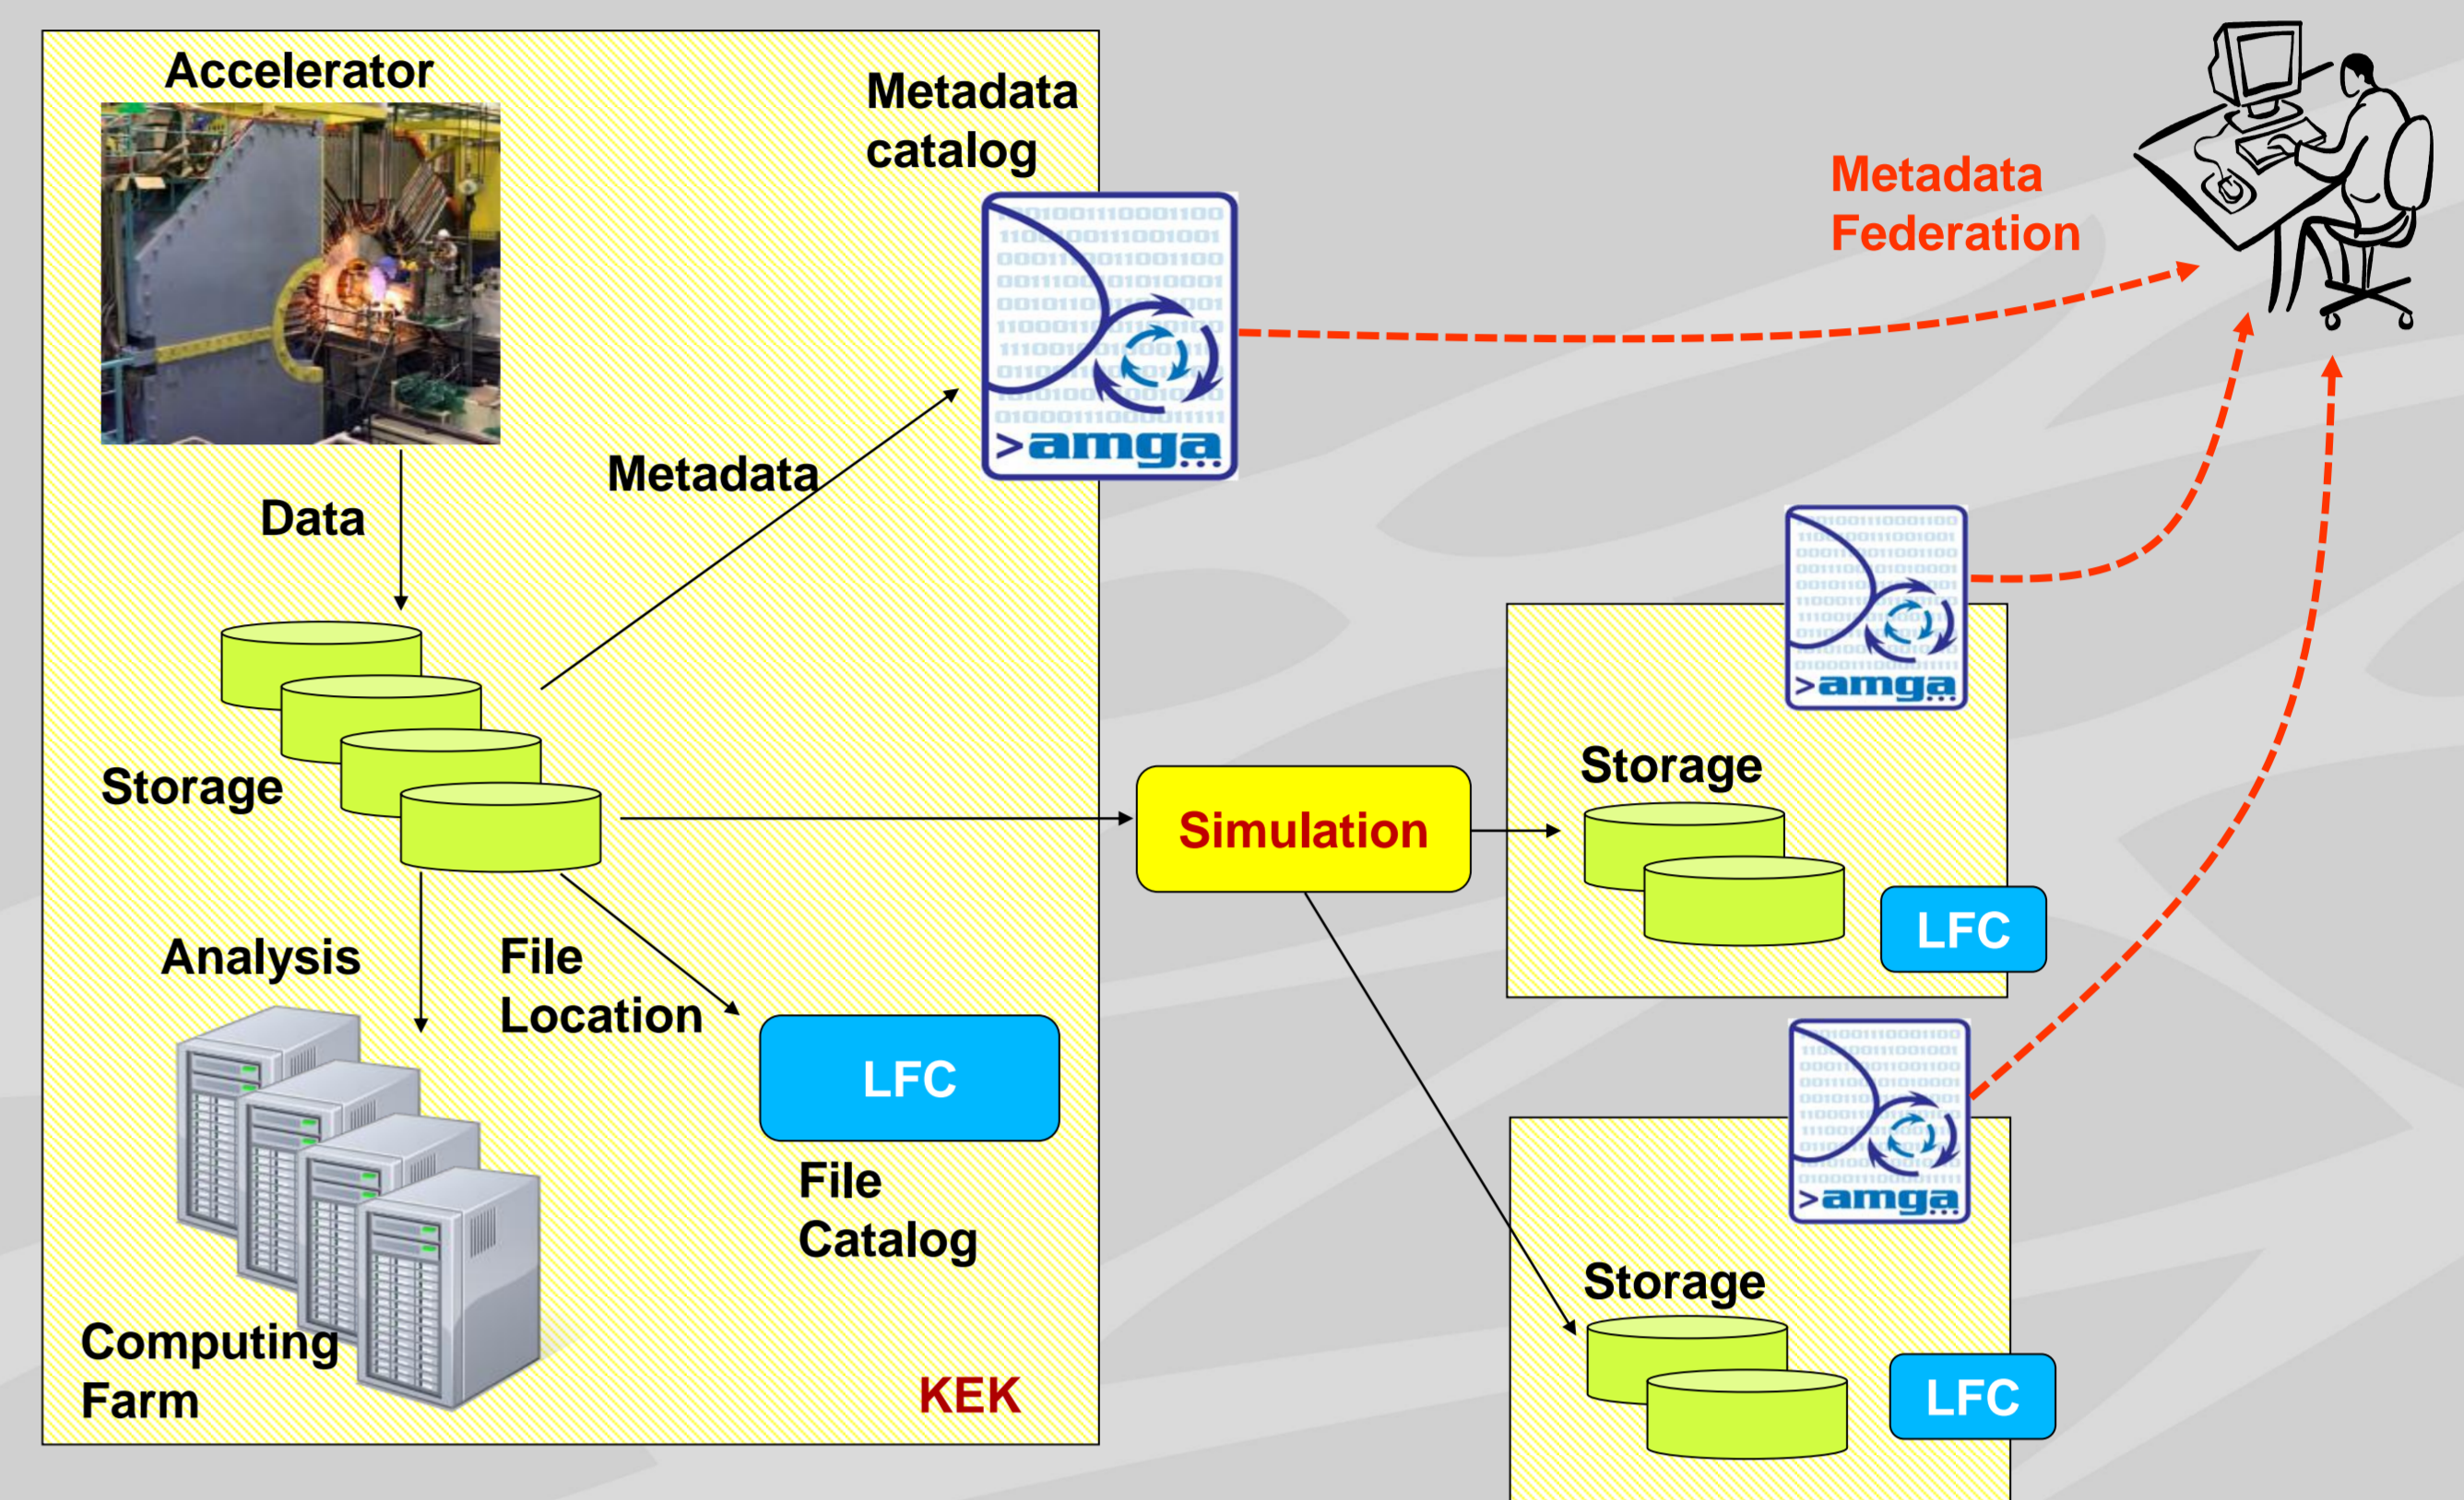 Accelerator
Metadata
catalog
Metadata
Federation
>amga...
Metadata
Data
>amga...
Storage
Storage
Simulation
LFC
Analysis
File
Location
LFC
File
Catalog
>amga...
Storage
Computing
Farm
KEK
LFC